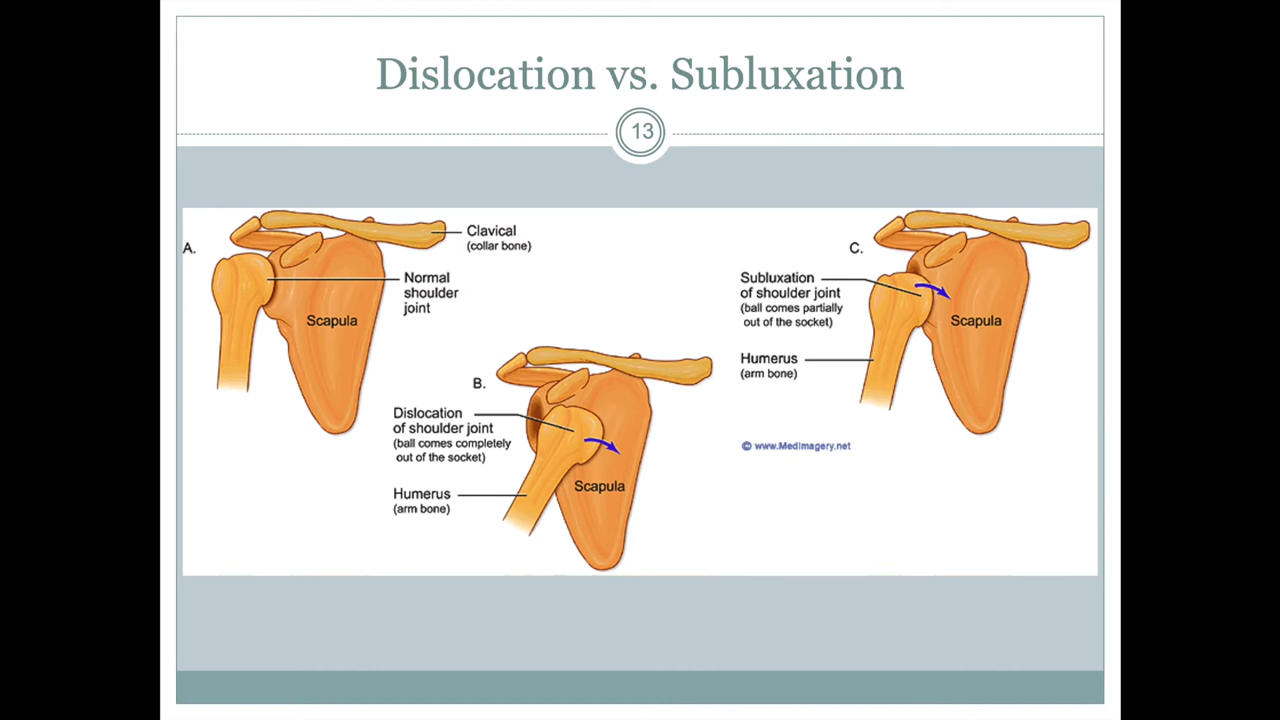 Dislocation vs. Subluxation
13
A.
Clavical
(collar bone)
Normal
shoulder
joint
Scapula
B.
Dislocation
of shoulder joint
(ball comes completely
out of the socket)
Humerus
(arm bone)
Scapula
C.
Subluxation
of shoulder joint
(ball comes partially
out of the socket)
Humerus
(arm bone)
Scapula
© www.MedImagery.net